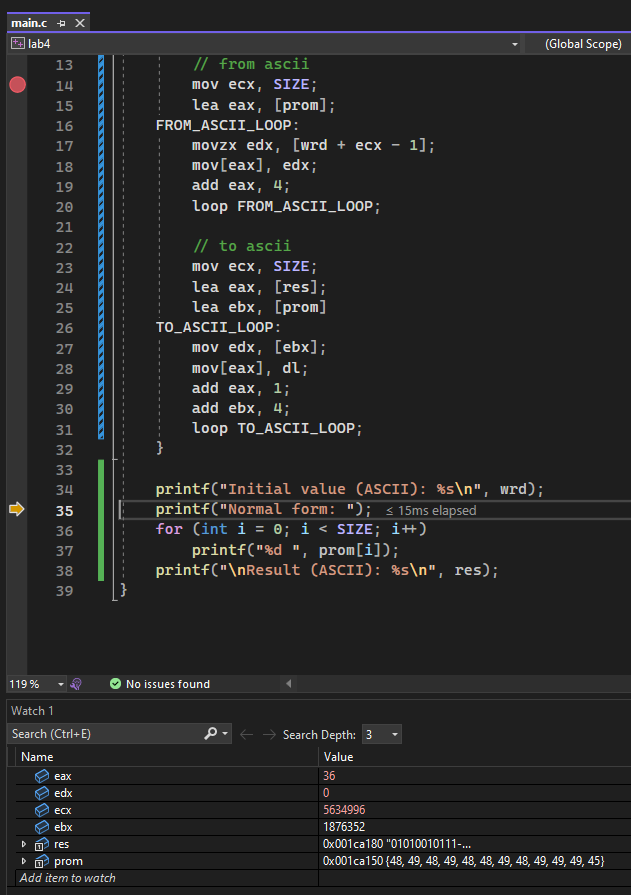 main.c
lab4 (Global Scope)
13 // from ascii
14 mov ecx, SIZE;
15 lea eax, [prom];
16 FROM_ASCII_LOOP:
17 movzx edx, [wrd + ecx - 1];
18 mov[eax], edx;
19 add eax, 4;
20 loop FROM_ASCII_LOOP;
21
22 // to ascii
23 mov ecx, SIZE;
24 lea eax, [res];
25 lea ebx, [prom]
26 TO_ASCII_LOOP:
27 mov edx, [ebx];
28 mov[eax], dl;
29 add eax, 1;
30 add ebx, 4;
31 loop TO_ASCII_LOOP;
32 }
33
34 printf("Initial value (ASCII): %s\n", wrd);
35 printf("Normal form: "); ≤ 15ms elapsed
36 for (int i = 0; i < SIZE; i++)
37 printf("%d ", prom[i]);
38 printf("\nResult (ASCII): %s\n", res);
39 }
119 % No issues found
Watch 1
Search (Ctrl+E) Search Depth: 3
Name Value
eax 36
edx 0
ecx 5634996
ebx 1876352
res 0x001ca180 "01010010111-...
prom 0x001ca150 {48, 49, 48, 49, 48, 48, 49, 48, 49, 49, 49, 45}
Add item to watch